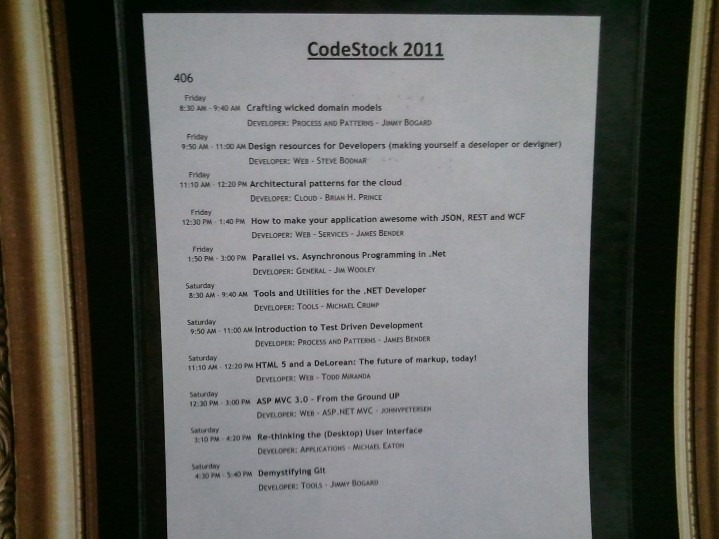 CodeStock 2011
406
Friday
8:30 AM - 9:40 AM Crafting wicked domain models
DEVELOPER: PROCESS AND PATTERNS - JIMMY BOGARD
Friday
9:50 AM - 11:00 AM Design resources for Developers (making yourself a deseloper or devigner)
DEVELOPER: WEB - STEVE BODNAR
Friday
11:10 AM - 12:20 PM Architectural patterns for the cloud
DEVELOPER: CLOUD - BRIAN H. PRINCE
Friday
12:30 PM - 1:40 PM How to make your application awesome with JSON, REST and WCF
DEVELOPER: WEB - SERVICES - JAMES BENDER
Friday
1:50 PM - 3:00 PM Parallel vs. Asynchronous Programming in .Net
DEVELOPER: GENERAL - JIM WOOLEY
Saturday
8:30 AM - 9:40 AM Tools and Utilities for the .NET Developer
DEVELOPER: TOOLS - MICHAEL CRUMP
Saturday
9:50 AM - 11:00 AM Introduction to Test Driven Development
DEVELOPER: PROCESS AND PATTERNS - JAMES BENDER
Saturday
11:10 AM - 12:20 PM HTML 5 and a DeLorean: The future of markup, today!
DEVELOPER: WEB - TODD MIRANDA
Saturday
12:30 PM - 3:00 PM ASP MVC 3.0 - From the Ground UP
DEVELOPER: WEB - ASP.NET MVC - JOHNVPETERSEN
Saturday
3:10 PM - 4:20 PM Re-thinking the (Desktop) User Interface
DEVELOPER: APPLICATIONS - MICHAEL EATON
Saturday
4:30 PM - 5:40 PM Demystifying Git
DEVELOPER: TOOLS - JIMMY BOGARD